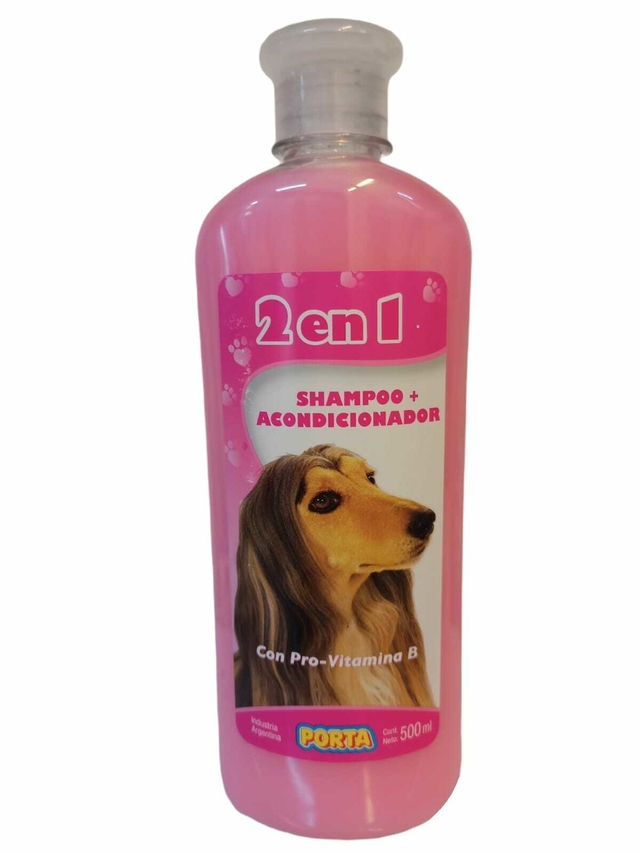 2 en 1
SHAMPOO +
ACONDICIONADOR
Con Pro-Vitamina B
Industria
Argentina
PORTA
Cont.
Neto: 500 ml